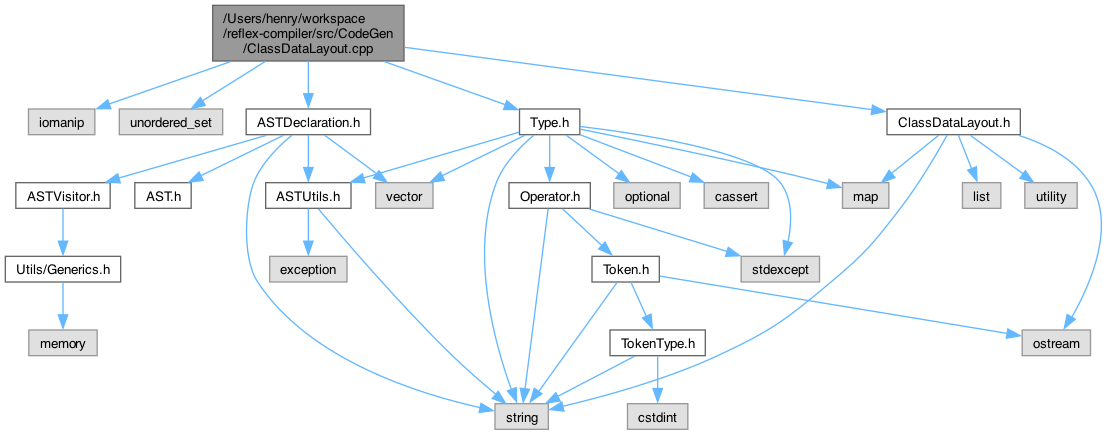 /Users/henry/workspace
/reflex-compiler/src/CodeGen
/ClassDataLayout.cpp
iomanip
unordered_set
ASTDeclaration.h
Type.h
ClassDataLayout.h
ASTVisitor.h
AST.h
ASTUtils.h
vector
Operator.h
optional
cassert
map
list
utility
Utils/Generics.h
exception
Token.h
stdexcept
memory
TokenType.h
ostream
string
cstdint